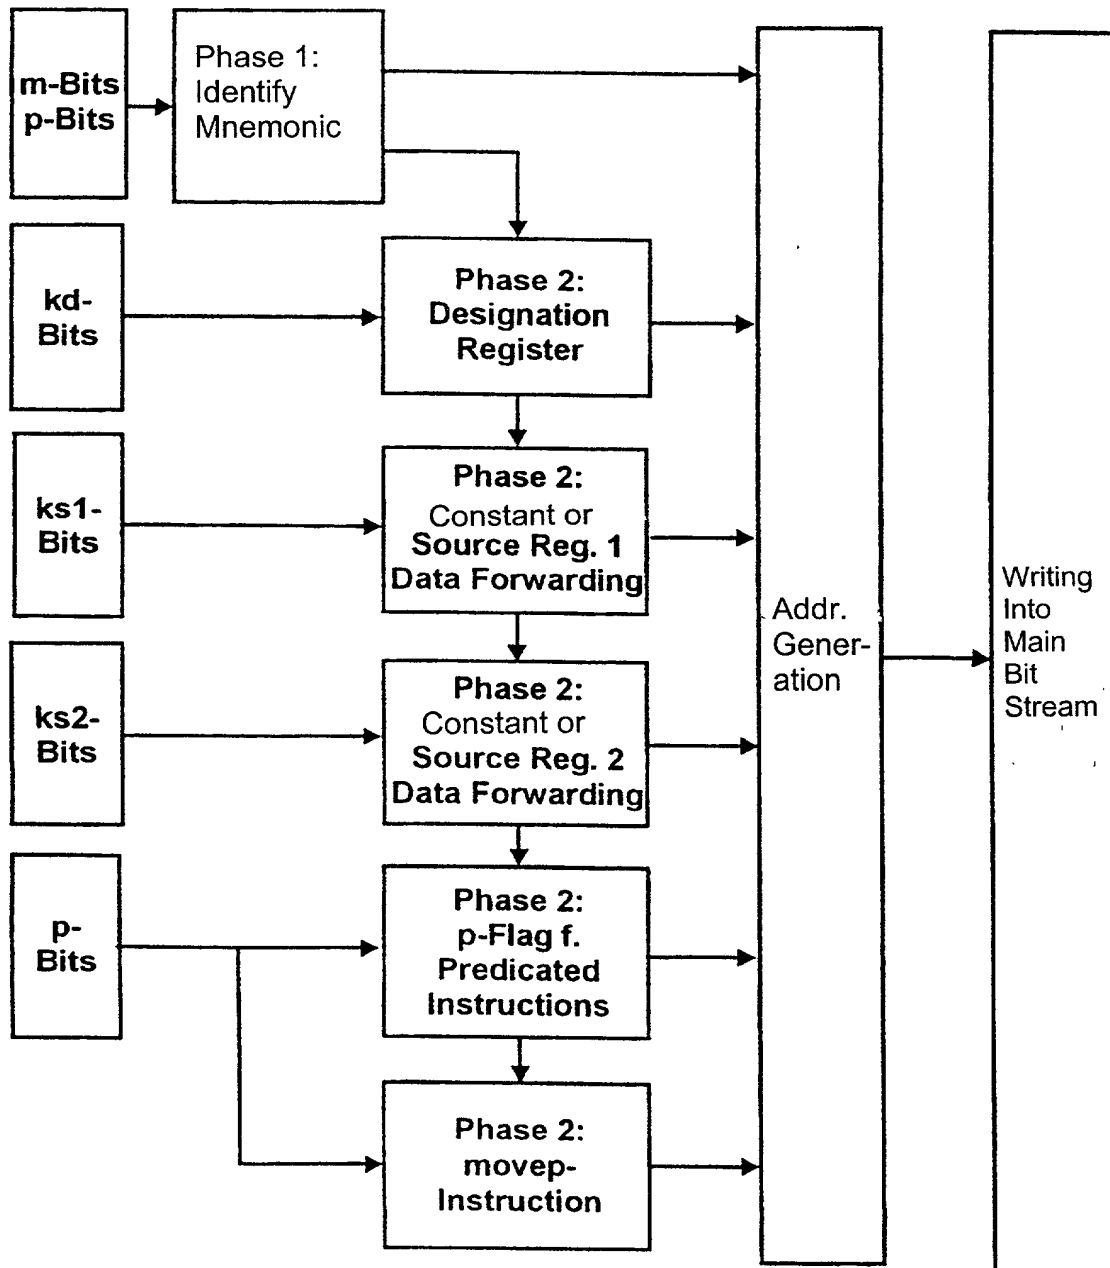 m-Bits
p-Bits
Phase 1:
Identify
Mnemonic
kd-
Bits
Phase 2:
Designation
Register
ks1-
Bits
Phase 2:
Constant or
Source Reg. 1
Data Forwarding
ks2-
Bits
Phase 2:
Constant or
Source Reg. 2
Data Forwarding
p-
Bits
Phase 2:
p-Flag f.
Predicated
Instructions
Phase 2:
movep-
Instruction
Addr.
Gener-
ation
Writing
Into
Main
Bit
Stream